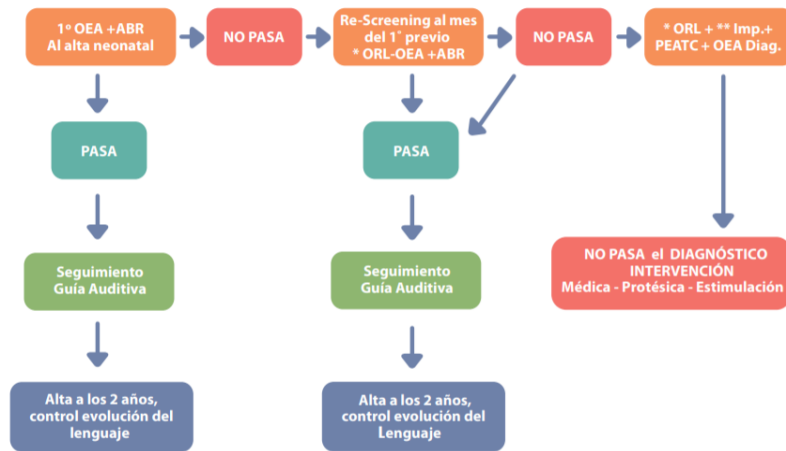 1º OEA +ABR
Al alta neonatal
NO PASA
Re-Screening al mes
del 1° previo
* ORL-OEA +ABR
NO PASA
* ORL + ** Imp.+
PEATC + OEA Diag.
PASA
PASA
Seguimiento
Guía Auditiva
Seguimiento
Guía Auditiva
NO PASA el DIAGNÓSTICO
INTERVENCIÓN
Médica - Protésica - Estimulación
Alta a los 2 años,
control evolución del
lenguaje
Alta a los 2 años,
control evolución del
Lenguaje